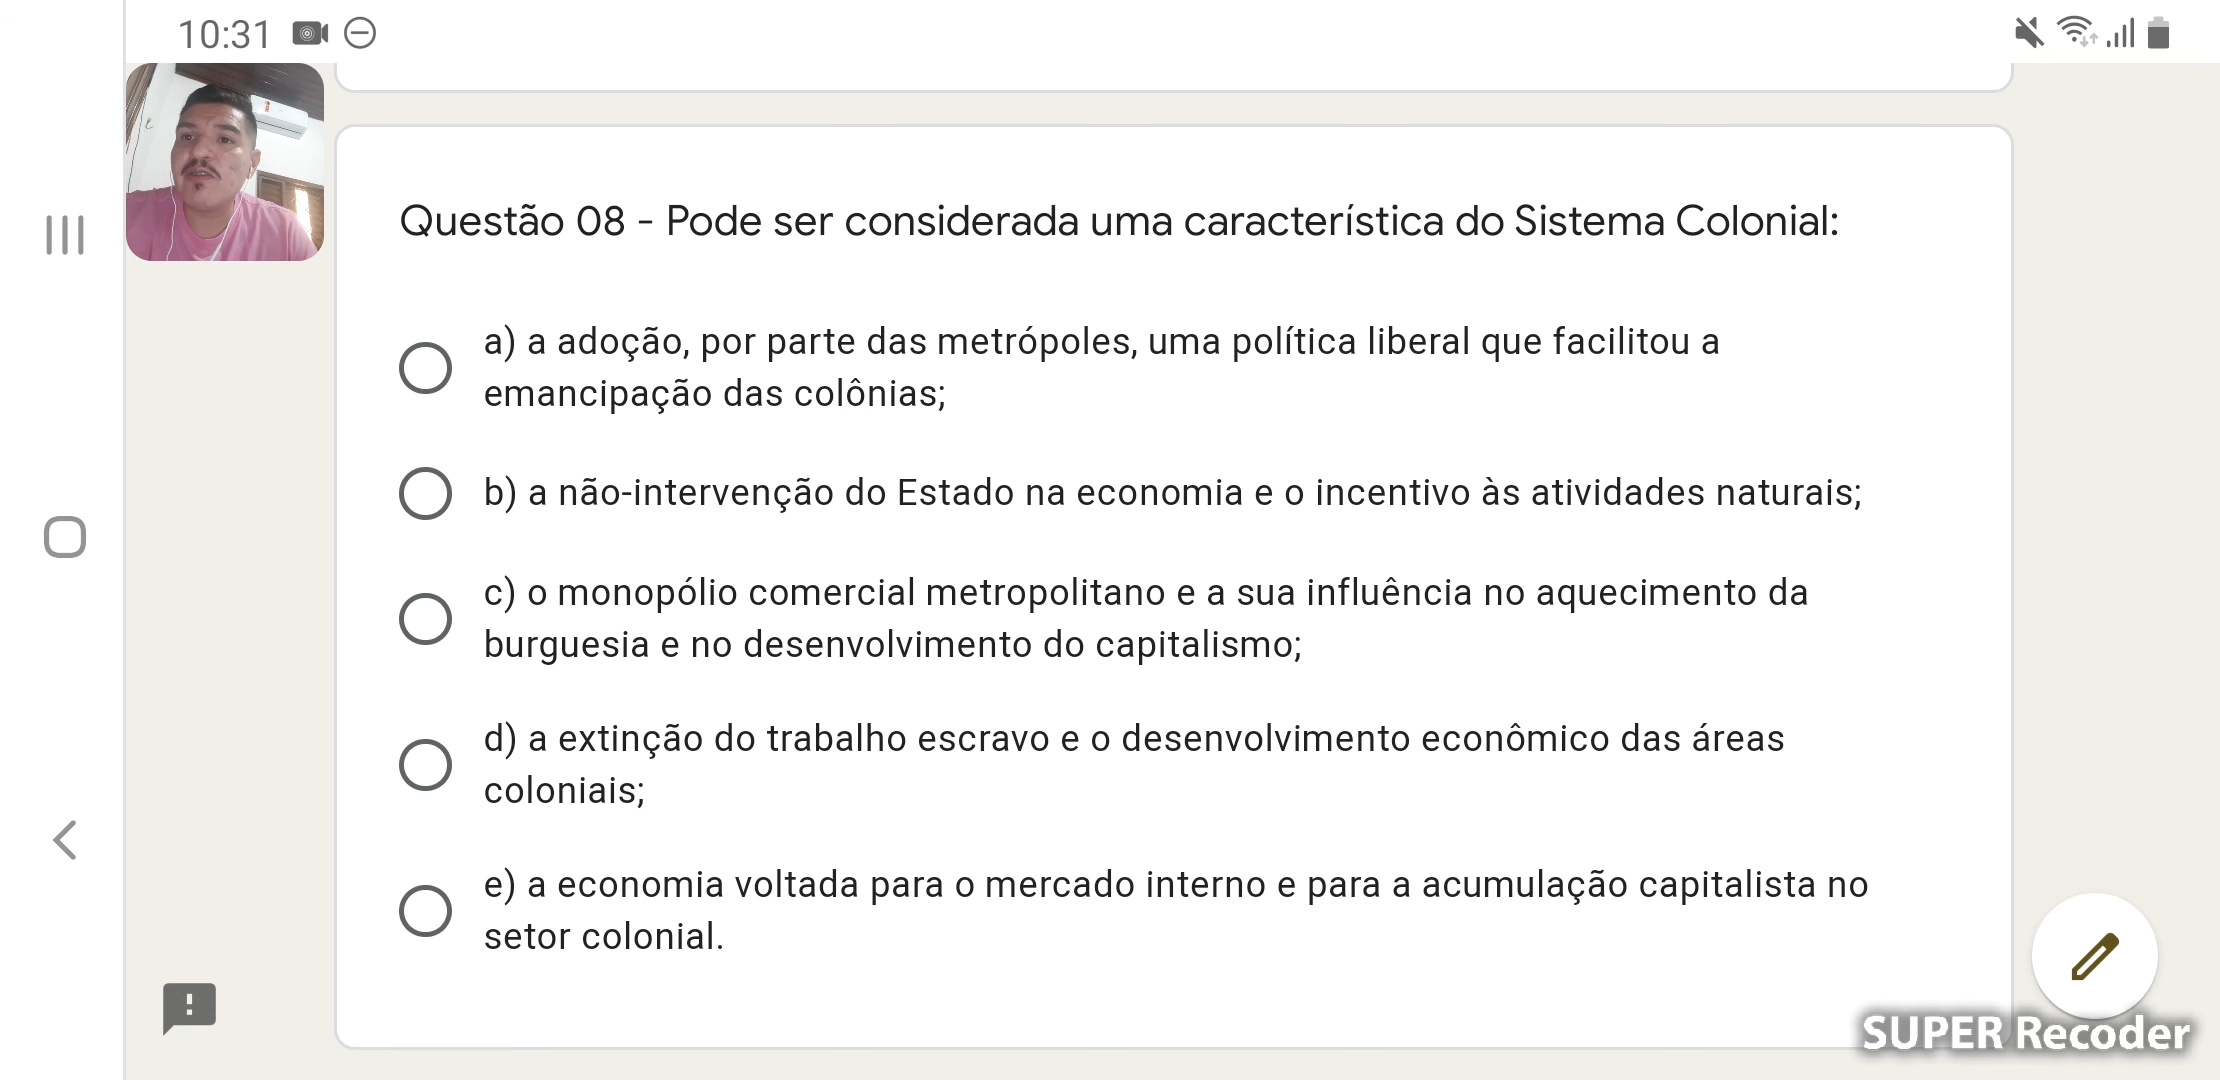 10:31
Questão 08 - Pode ser considerada uma característica do Sistema Colonial:
a) a adoção, por parte das metrópoles, uma política liberal que facilitou a
emancipação das colônias;
b) a não-intervenção do Estado na economia e o incentivo às atividades naturais;
c) o monopólio comercial metropolitano e a sua influência no aquecimento da
burguesia e no desenvolvimento do capitalismo;
d) a extinção do trabalho escravo e o desenvolvimento econômico das áreas
coloniais;
e) a economia voltada para o mercado interno e para a acumulação capitalista no
setor colonial.
SUPER Recoder